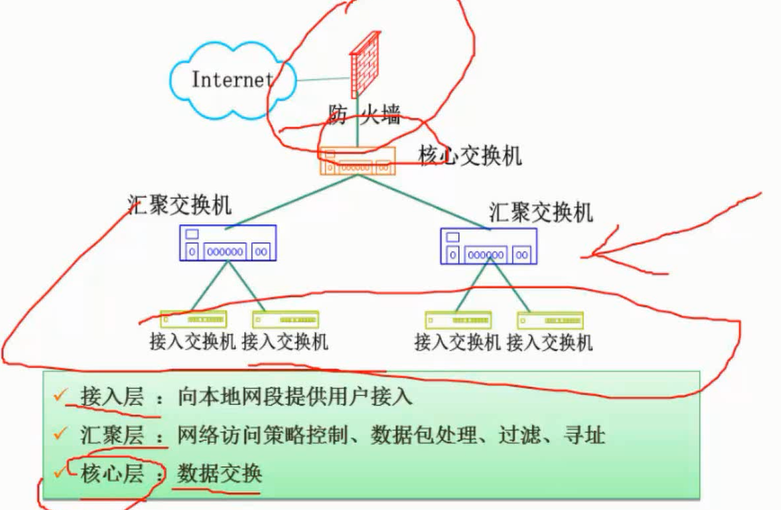 Internet
防 火墙
核心交换机
汇聚交换机
汇聚交换机
接入交换机 接入交换机
接入交换机 接入交换机
接入层 ：向本地网段提供用户接入
汇聚层 ：网络访问策略控制、数据包处理、过滤、寻址
核心层 ：数据交换